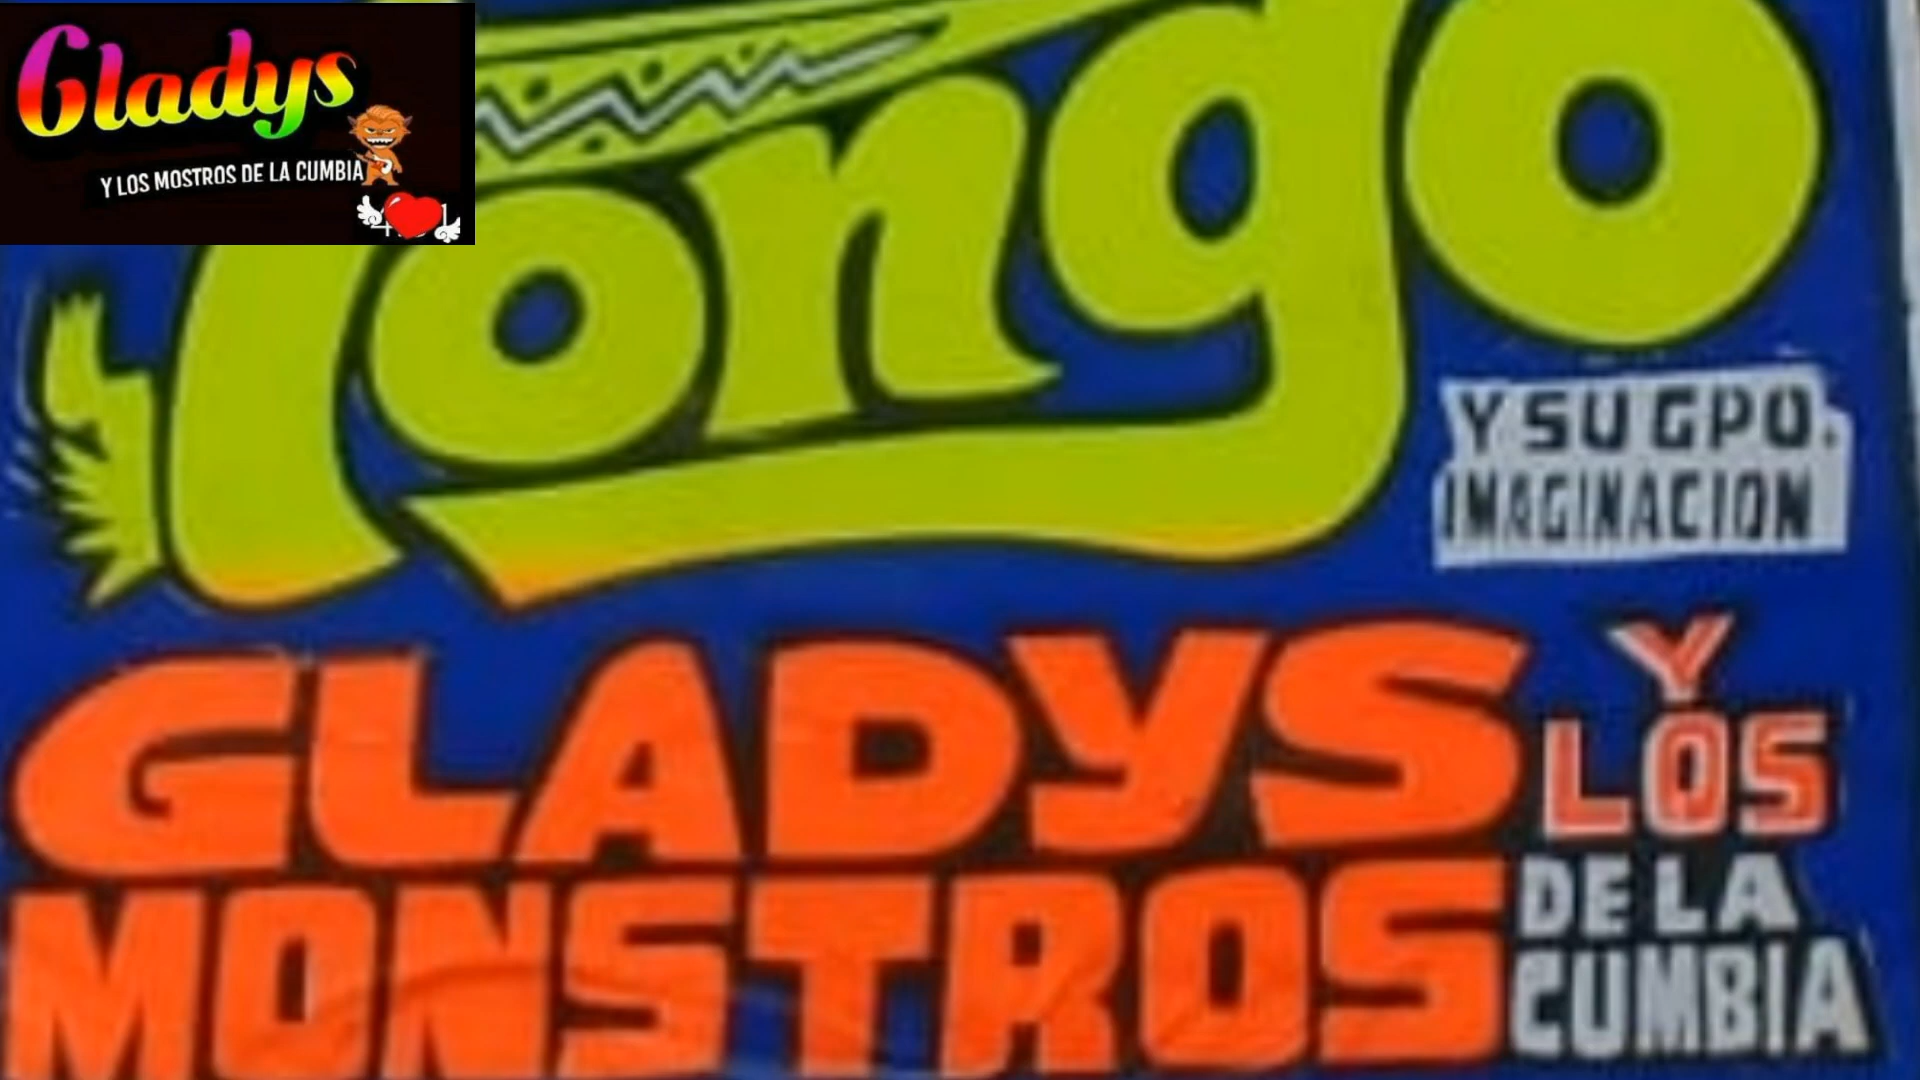 Gladys
Y LOS MOSTROS DE LA CUMBIA
Tongo
Y SU GPO.
IMAGINACION
GLADYS Y
LOS
MONSTROS DE LA
CUMBIA